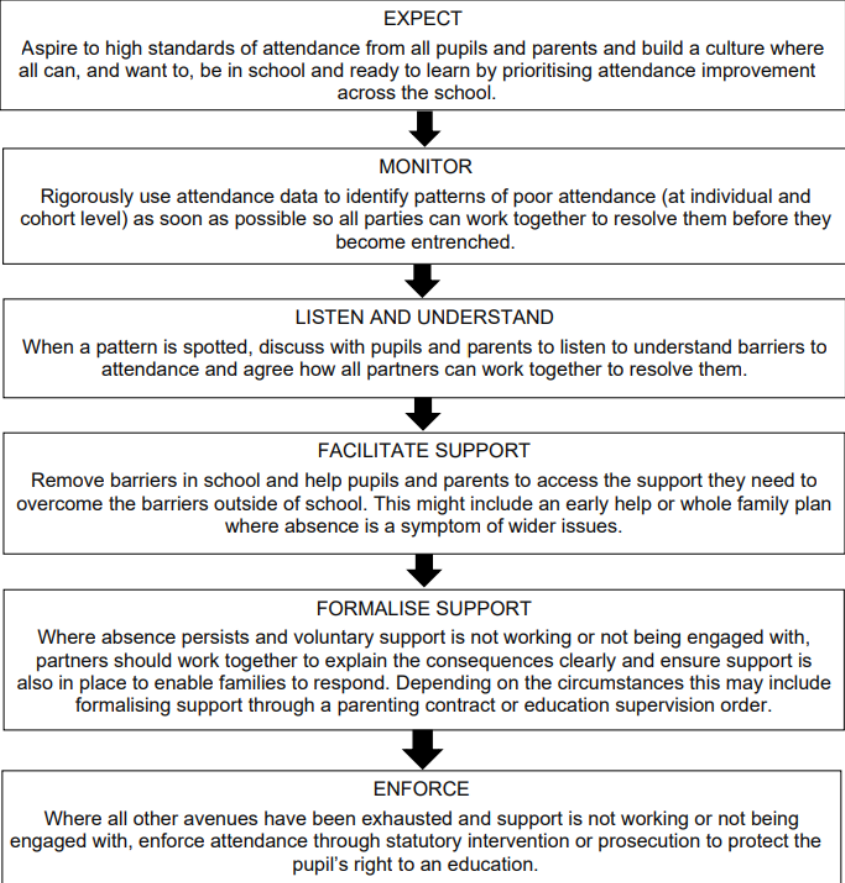 EXPECT
Aspire to high standards of attendance from all pupils and parents and build a culture where
all can, and want to, be in school and ready to learn by prioritising attendance improvement
across the school.
MONITOR
Rigorously use attendance data to identify patterns of poor attendance (at individual and
cohort level) as soon as possible so all parties can work together to resolve them before they
become entrenched.
LISTEN AND UNDERSTAND
When a pattern is spotted, discuss with pupils and parents to listen to understand barriers to
attendance and agree how all partners can work together to resolve them.
FACILITATE SUPPORT
Remove barriers in school and help pupils and parents to access the support they need to
overcome the barriers outside of school. This might include an early help or whole family plan
where absence is a symptom of wider issues.
FORMALISE SUPPORT
Where absence persists and voluntary support is not working or not being engaged with,
partners should work together to explain the consequences clearly and ensure support is
also in place to enable families to respond. Depending on the circumstances this may include
formalising support through a parenting contract or education supervision order.
ENFORCE
Where all other avenues have been exhausted and support is not working or not being
engaged with, enforce attendance through statutory intervention or prosecution to protect the
pupil's right to an education.